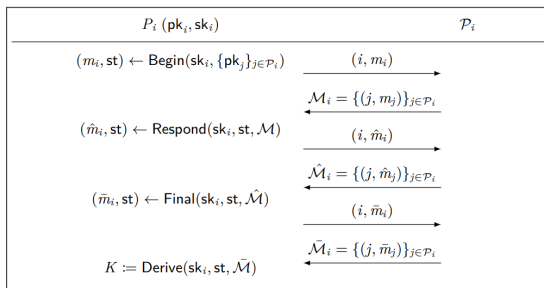 P_i (pk_i, sk_i) 𝒫_i
(m_i, st) ← Begin(sk_i, {pk_j}_{j∈𝒫_i}) (i, m_i)
ℳ_i = {(j, m_j)}_{j∈𝒫_i}
(m̂_i, st) ← Respond(sk_i, st, ℳ) (i, m̂_i)
ℳ̂_i = {(j, m̂_j)}_{j∈𝒫_i}
(m̄_i, st) ← Final(sk_i, st, ℳ̂) (i, m̄_i)
ℳ̄_i = {(j, m̄_j)}_{j∈𝒫_i}
K := Derive(sk_i, st, ℳ̄)